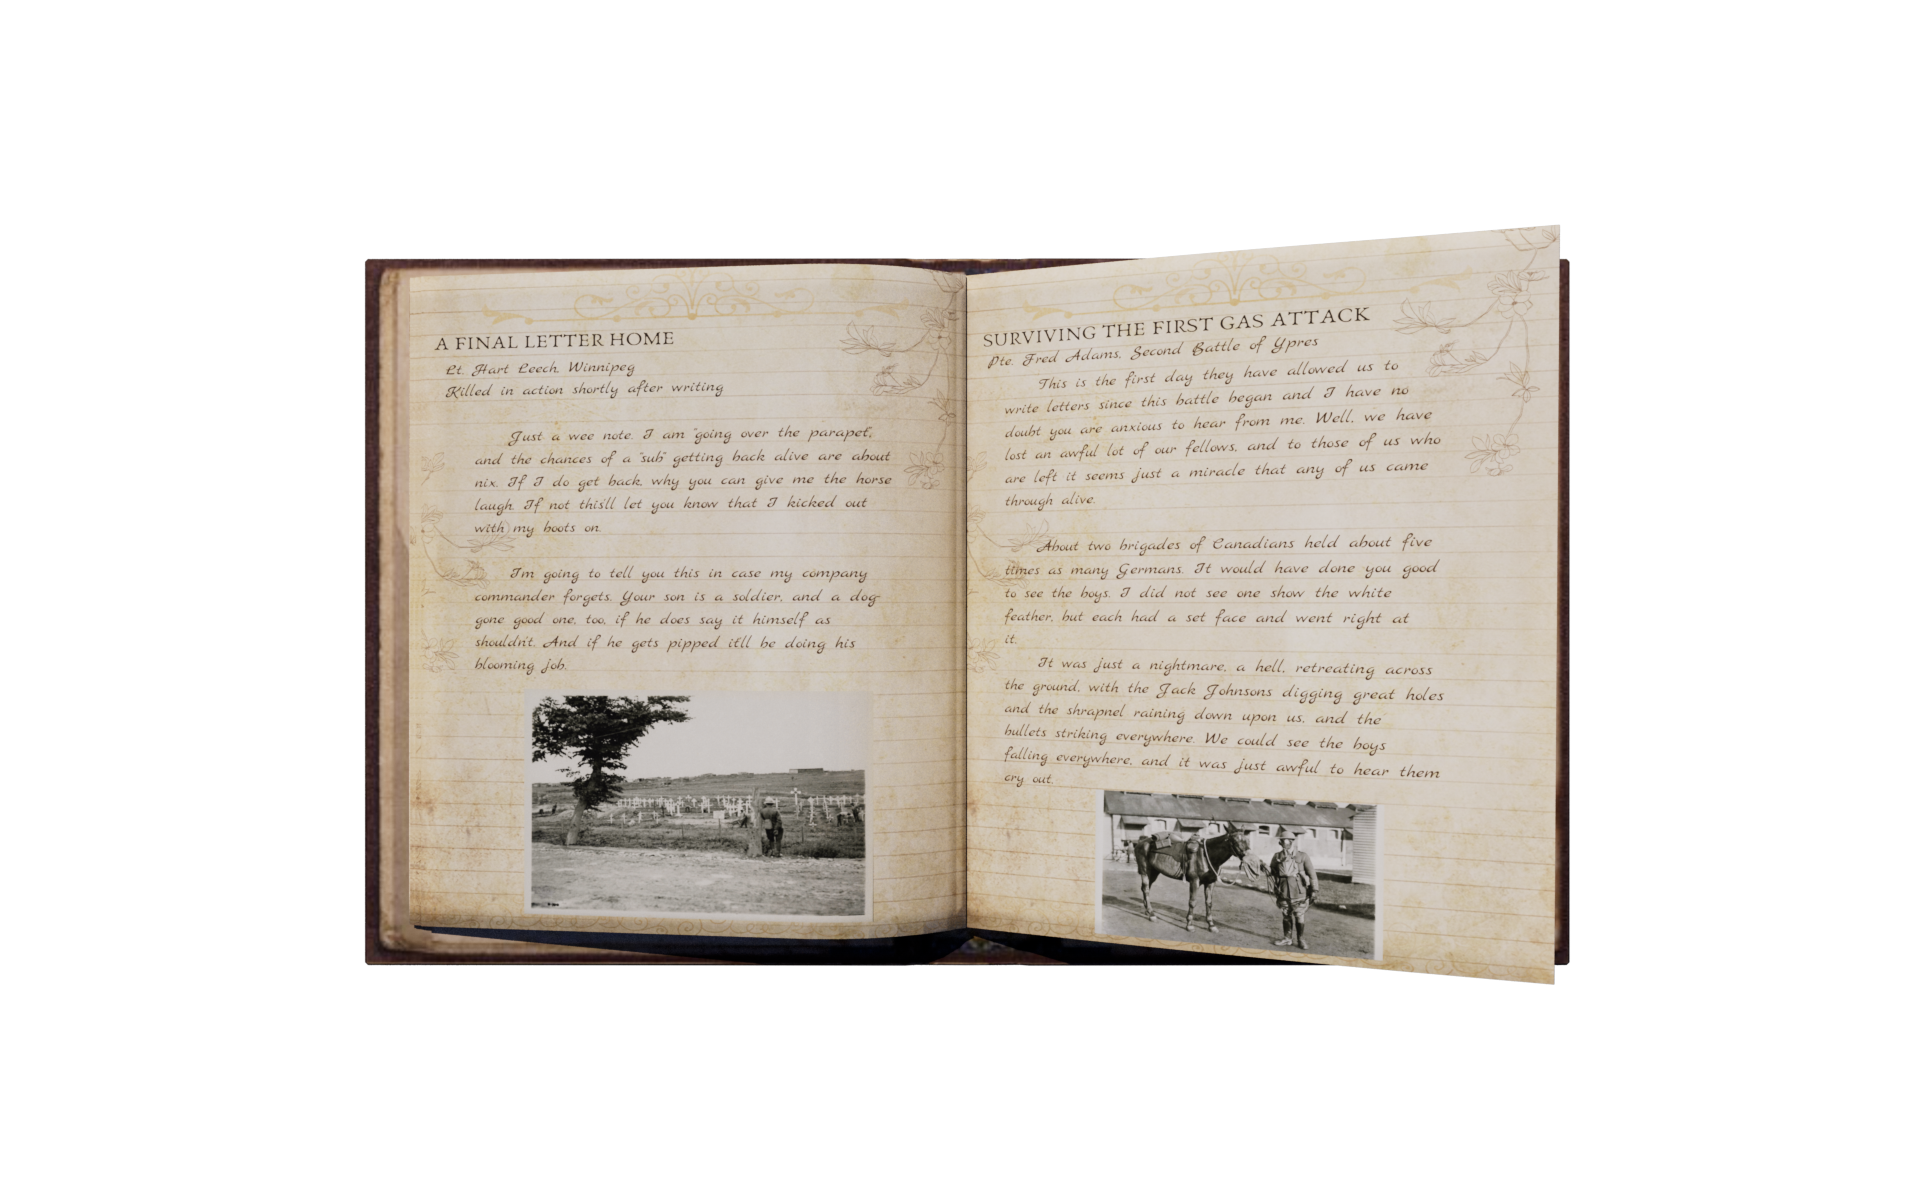 A FINAL LETTER HOME
Lt. Hart Leech, Winnipeg
Killed in action shortly after writing
Just a wee note. I am "going over the parapet",
and the chances of a "sub" getting back alive are about
nix. If I do get back, why you can give me the horse
laugh. If not this'll let you know that I kicked out
with my boots on.
I'm going to tell you this in case my company
commander forgets. Your son is a soldier, and a dog-
gone good one, too, if he does say it himself as
shouldn't. And if he gets pipped it'll be doing his
blooming job.
SURVIVING THE FIRST GAS ATTACK
Pte. Fred Adams, Second Battle of Ypres
This is the first day they have allowed us to
write letters since this battle began and I have no
doubt you are anxious to hear from me. Well, we have
lost an awful lot of our fellows, and to those of us who
are left it seems just a miracle that any of us came
through alive.
About two brigades of Canadians held about five
times as many Germans. It would have done you good
to see the boys. I did not see one show the white
feather, but each had a set face and went right at
it.
It was just a nightmare, a hell, retreating across
the ground, with the Jack Johnsons digging great holes
and the shrapnel raining down upon us, and the
bullets striking everywhere. We could see the boys
falling everywhere, and it was just awful to hear them
cry out.